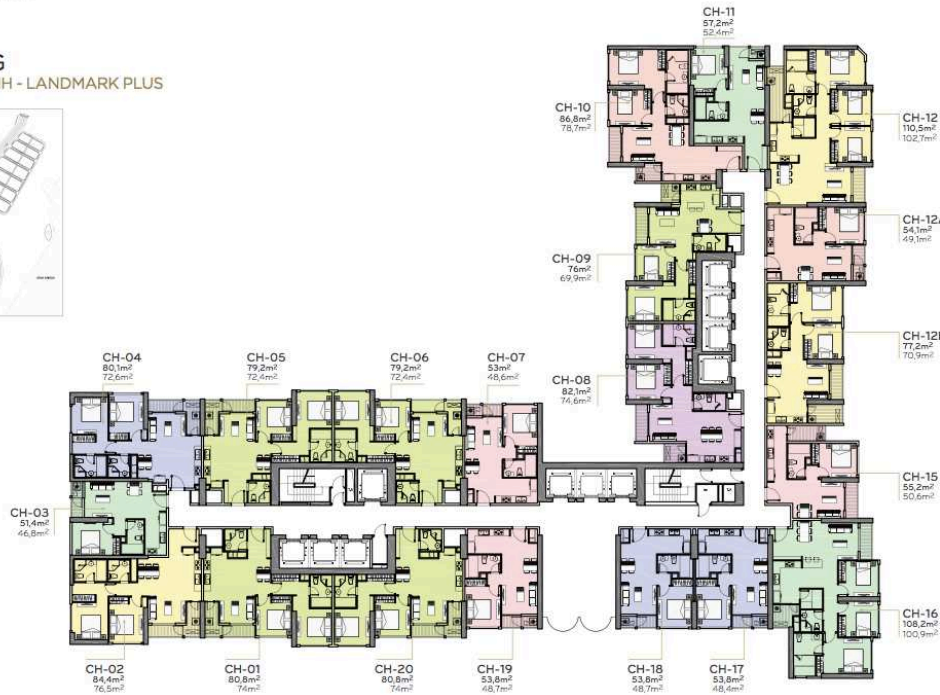 G
NH - LANDMARK PLUS
CH-11
57,2m²
52,4m²
CH-10
86,8m²
78,7m²
CH-12
110,5m²
102,7m²
CH-12A
54,1m²
49,1m²
CH-09
76m²
69,9m²
CH-12B
77,2m²
70,9m²
CH-08
82,1m²
74,6m²
CH-04
80,1m²
72,6m²
CH-05
79,2m²
72,4m²
CH-06
79,2m²
72,4m²
CH-07
53m²
48,6m²
CH-15
55,2m²
50,6m²
CH-03
51,4m²
46,8m²
CH-16
108,2m²
100,9m²
CH-02
84,4m²
76,5m²
CH-01
80,8m²
74m²
CH-20
80,8m²
74m²
CH-19
53,8m²
48,7m²
CH-18
53,8m²
48,7m²
CH-17
53,8m²
48,4m²